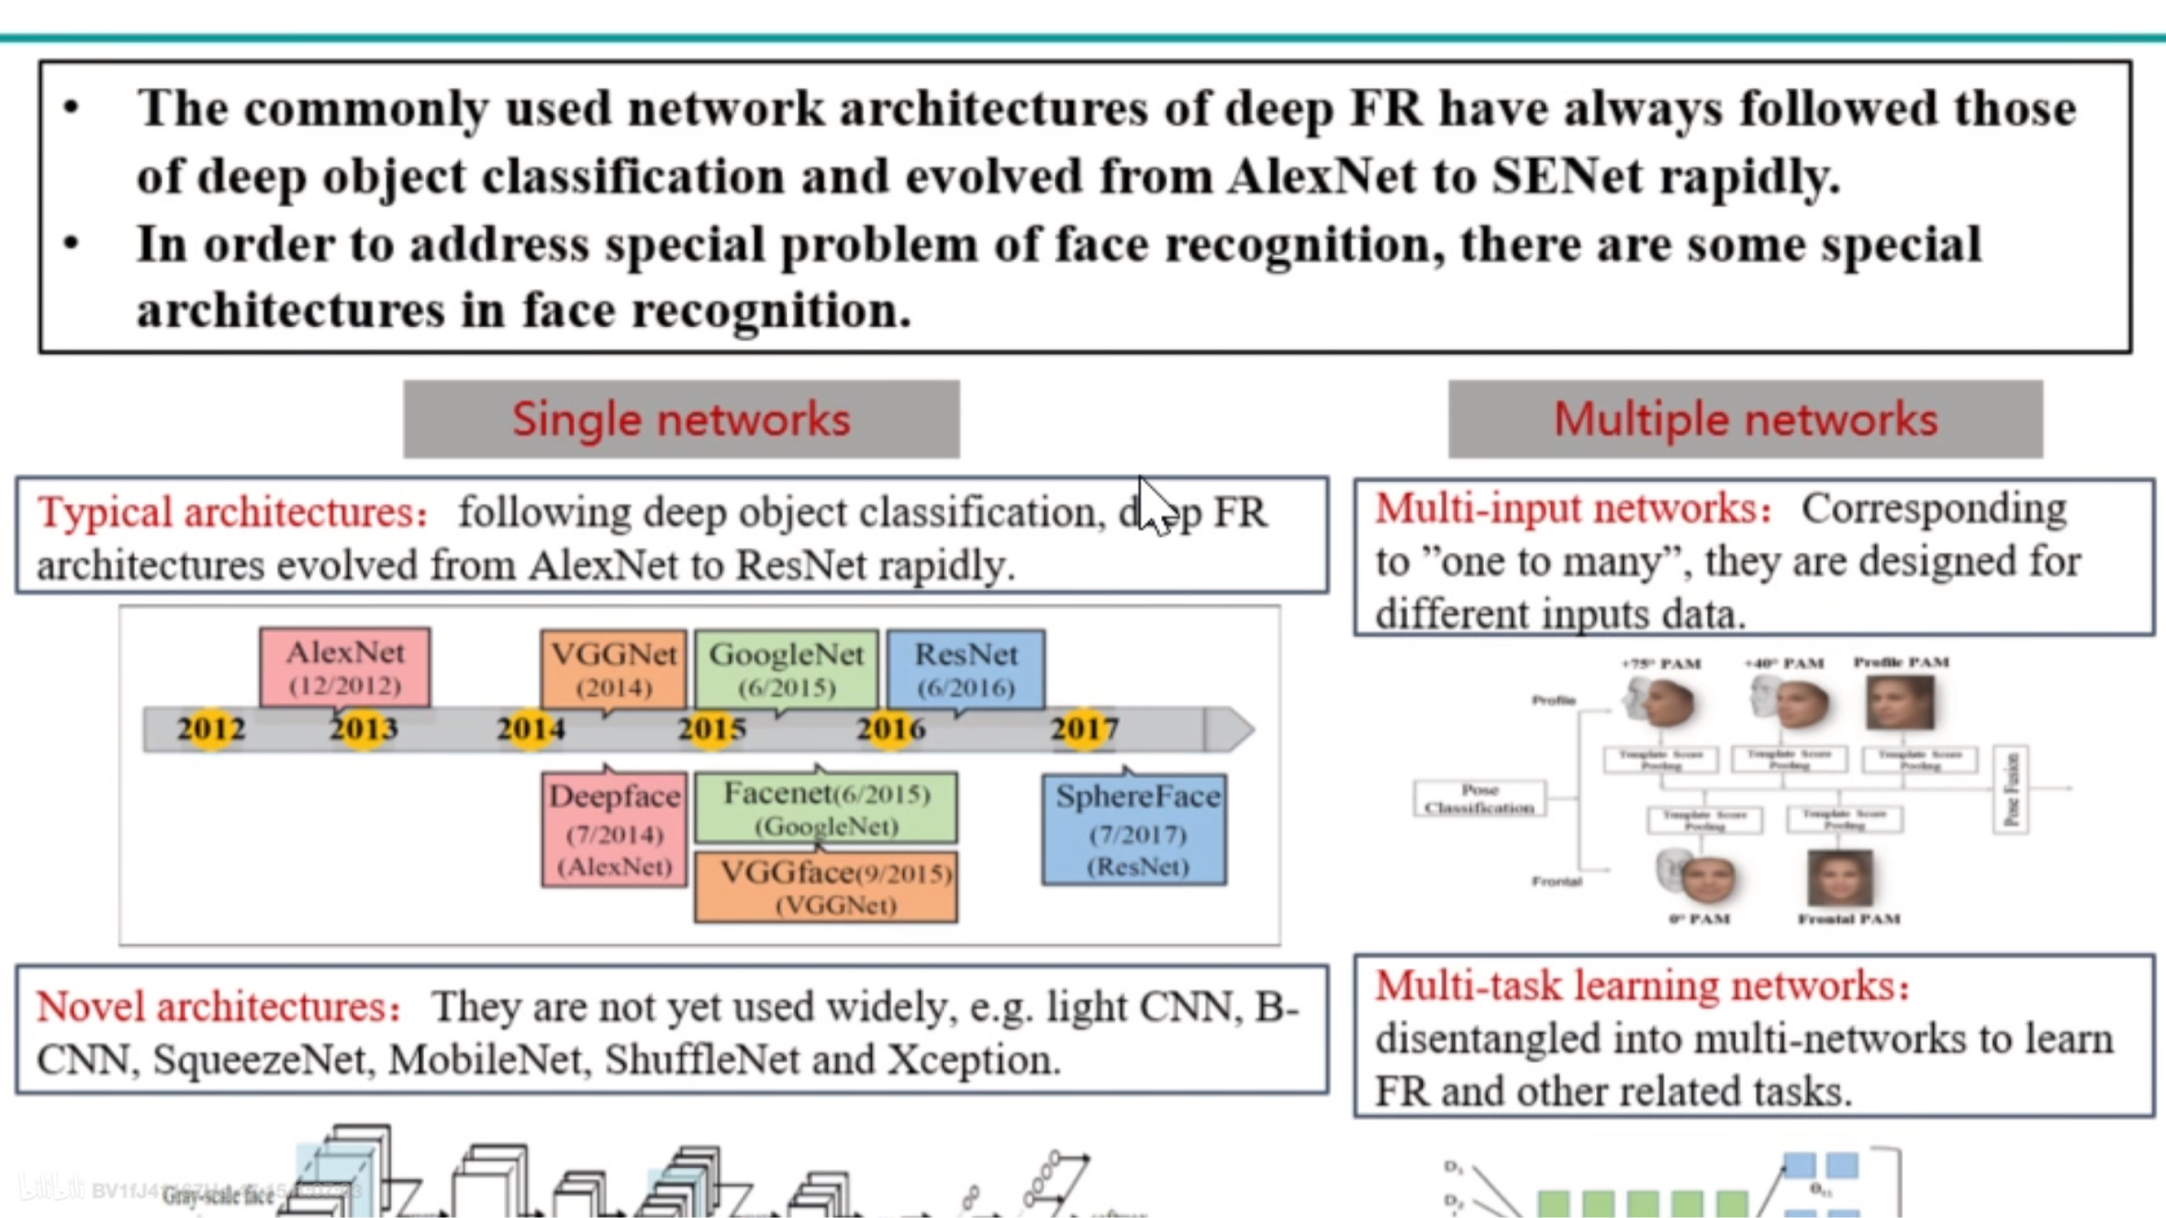 • The commonly used network architectures of deep FR have always followed those
of deep object classification and evolved from AlexNet to SENet rapidly.
• In order to address special problem of face recognition, there are some special
architectures in face recognition.
Single networks
Typical architectures： following deep object classification, deep FR
architectures evolved from AlexNet to ResNet rapidly.
AlexNet
(12/2012)
VGGNet
(2014)
GoogleNet
(6/2015)
ResNet
(6/2016)
2012 2013 2014 2015 2016 2017
Deepface
(7/2014)
(AlexNet)
Facenet(6/2015)
(GoogleNet)
VGGface(9/2015)
(VGGNet)
SphereFace
(7/2017)
(ResNet)
Novel architectures： They are not yet used widely, e.g. light CNN, B-
CNN, SqueezeNet, MobileNet, ShuffleNet and Xception.
Gray-scale face
bilibili
Multiple networks
Multi-input networks： Corresponding
to ”one to many”, they are designed for
different inputs data.
+75° PAM +40° PAM Profile PAM
Profile
Template Score
Pooling
Template Score
Pooling
Template Score
Pooling
Pose
Classification
Pose Fusion
Template Score
Pooling
Template Score
Pooling
Frontal
0° PAM Frontal PAM
Multi-task learning networks：
disentangled into multi-networks to learn
FR and other related tasks.
D₁
D₂
θ₁₁